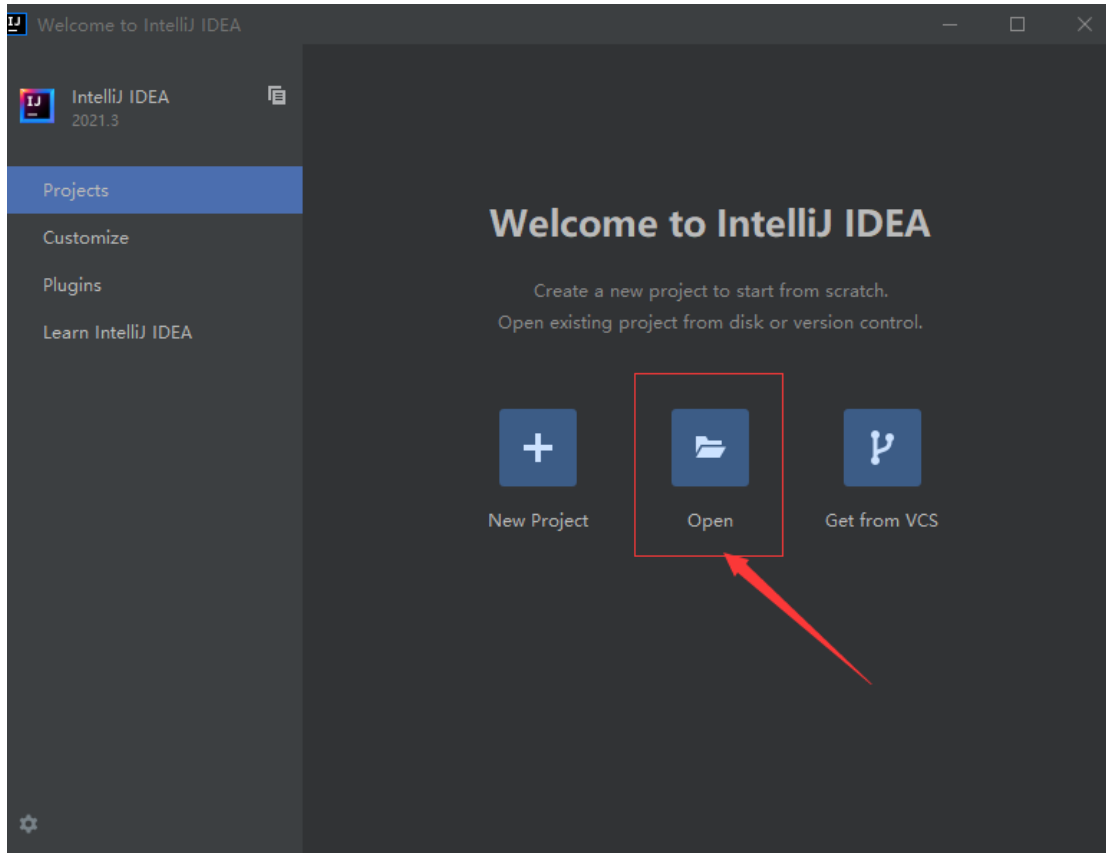 Welcome to IntelliJ IDEA
IntelliJ IDEA
2021.3
Projects
Customize
Plugins
Learn IntelliJ IDEA
Welcome to IntelliJ IDEA
Create a new project to start from scratch.
Open existing project from disk or version control.
New Project
Open
Get from VCS